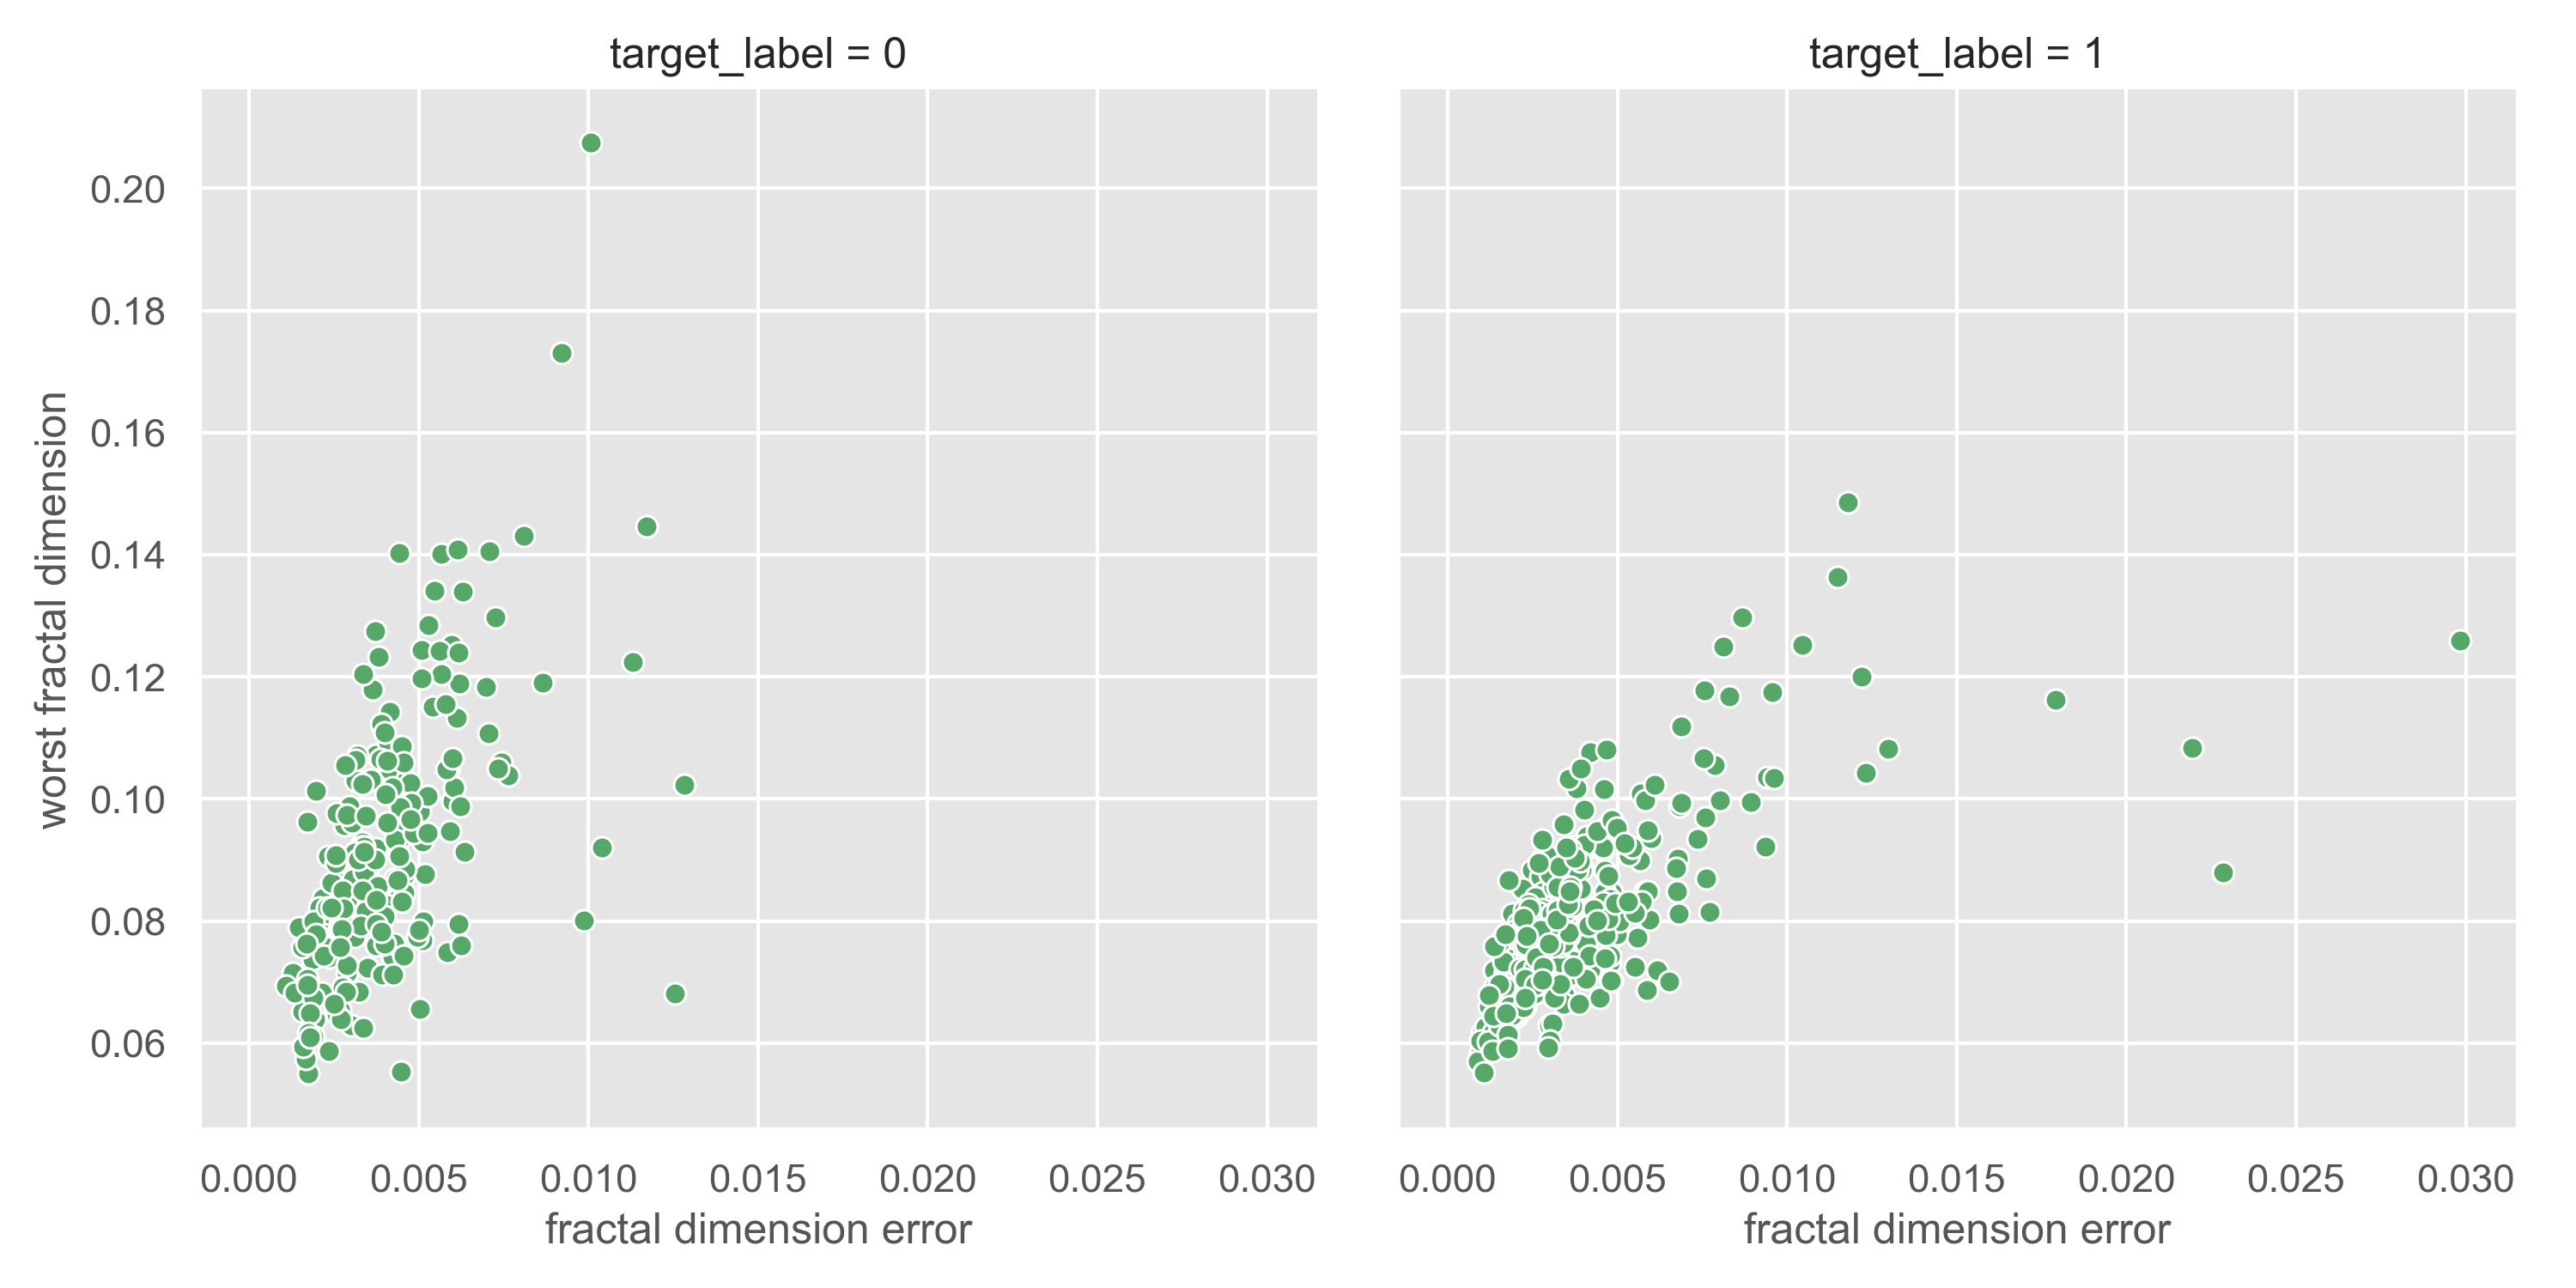 target_label = 0
target_label = 1
worst fractal dimension
0.20
0.18
0.16
0.14
0.12
0.10
0.08
0.06
0.000 0.005 0.010 0.015 0.020 0.025 0.030
0.000 0.005 0.010 0.015 0.020 0.025 0.030
fractal dimension error
fractal dimension error